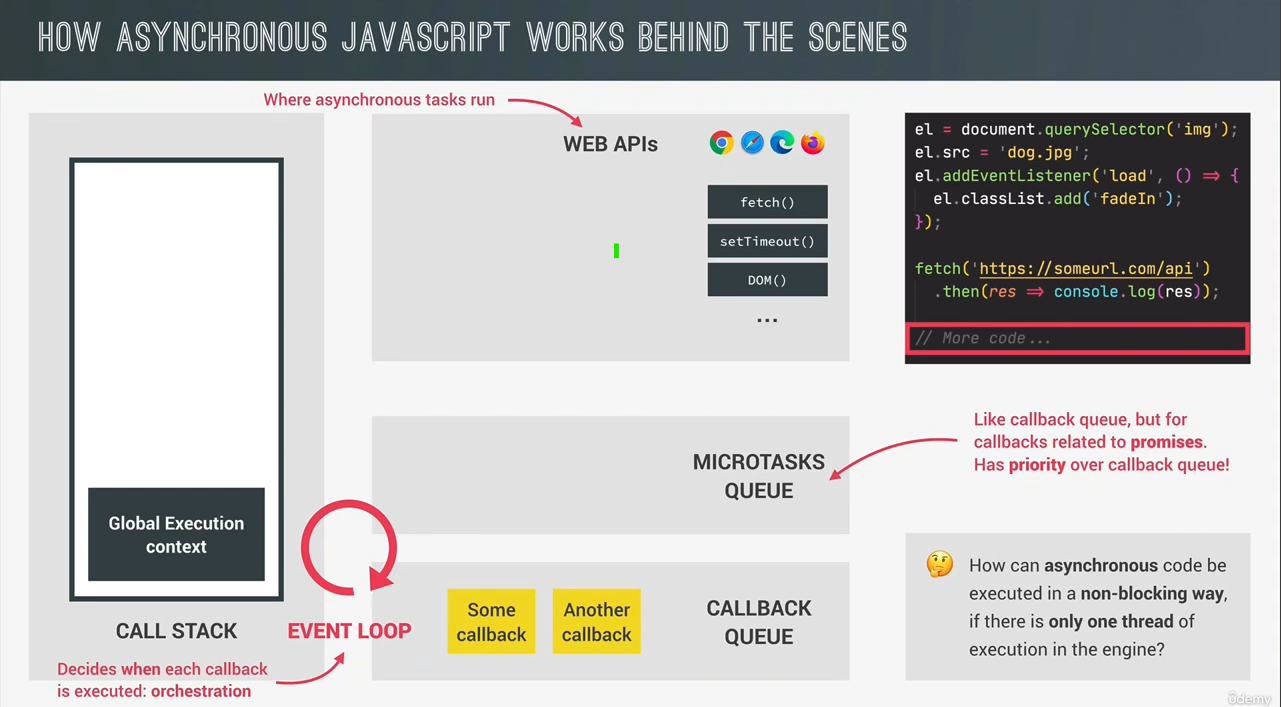 HOW ASYNCHRONOUS JAVASCRIPT WORKS BEHIND THE SCENES
Where asynchronous tasks run
WEB APIs
fetch()
setTimeout()
DOM()
...
el = document.querySelector('img');
el.src = 'dog.jpg';
el.addEventListener('load', () => {
el.classList.add('fadeIn');
});
fetch('https://someurl.com/api')
.then(res => console.log(res));
// More code...
Global Execution
context
CALL STACK
EVENT LOOP
Decides when each callback
is executed: orchestration
MICROTASKS
QUEUE
Like callback queue, but for
callbacks related to promises.
Has priority over callback queue!
Some
callback
Another
callback
CALLBACK
QUEUE
How can asynchronous code be
executed in a non-blocking way,
if there is only one thread of
execution in the engine?
ûdemy